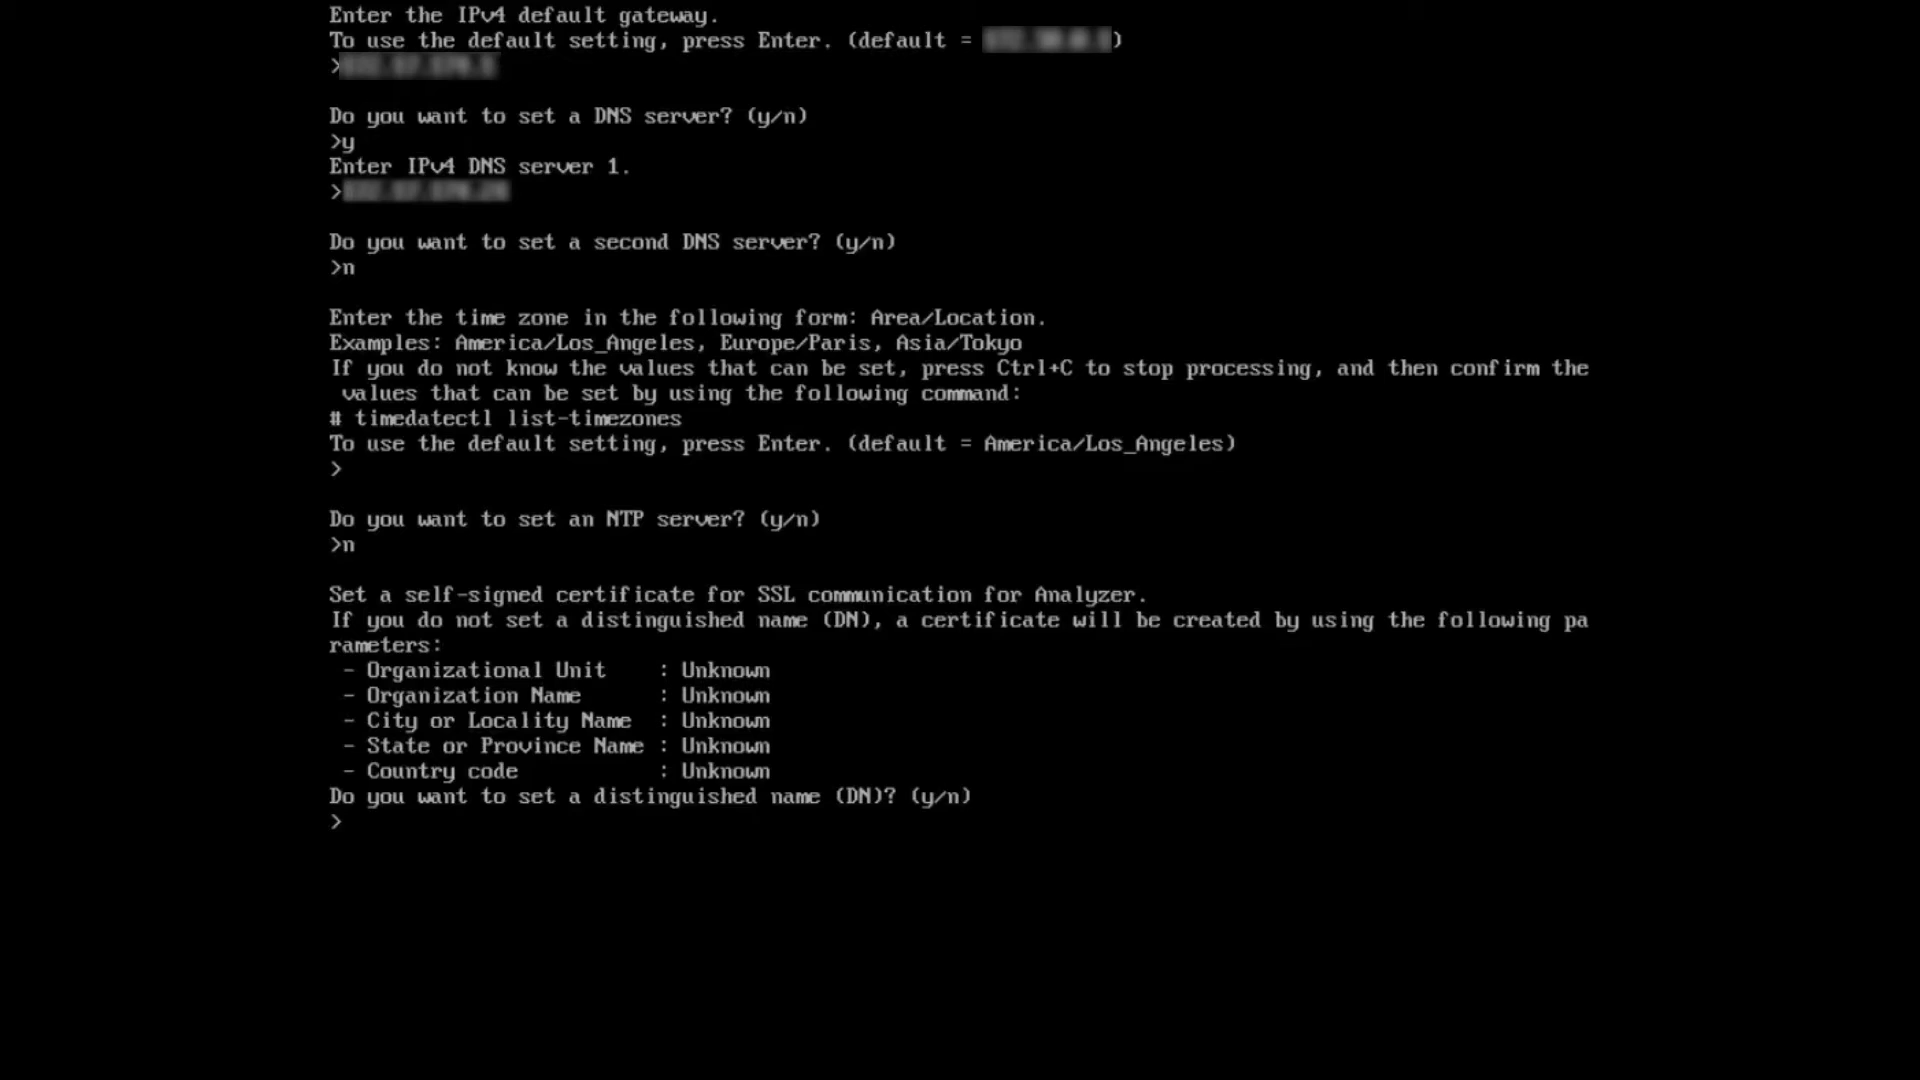 Enter the IPv4 default gateway.
To use the default setting, press Enter. (default = )
>
Do you want to set a DNS server? (y/n)
>y
Enter IPv4 DNS server 1.
>
Do you want to set a second DNS server? (y/n)
>n
Enter the time zone in the following form: Area/Location.
Examples: America/Los_Angeles, Europe/Paris, Asia/Tokyo
If you do not know the values that can be set, press Ctrl+C to stop processing, and then confirm the
values that can be set by using the following command:
# timedatectl list-timezones
To use the default setting, press Enter. (default = America/Los_Angeles)
>
Do you want to set an NTP server? (y/n)
>n
Set a self-signed certificate for SSL communication for Analyzer.
If you do not set a distinguished name (DN), a certificate will be created by using the following pa
rameters:
- Organizational Unit : Unknown
- Organization Name : Unknown
- City or Locality Name : Unknown
- State or Province Name : Unknown
- Country code : Unknown
Do you want to set a distinguished name (DN)? (y/n)
>